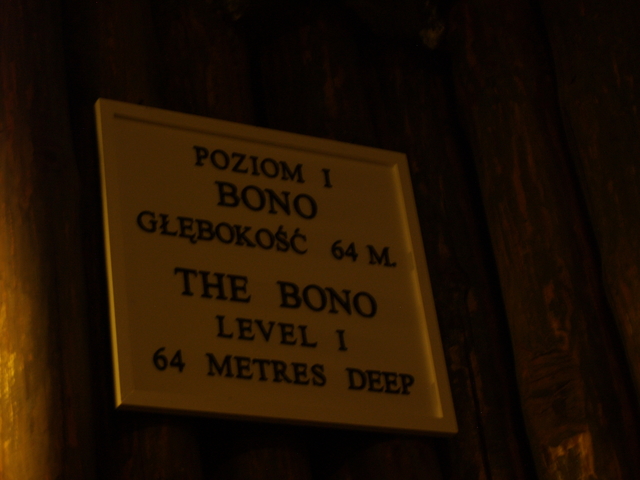 POZIOM I
BONO
GŁĘBOKOŚĆ 64 M.
THE BONO
LEVEL I
64 METRES DEEP